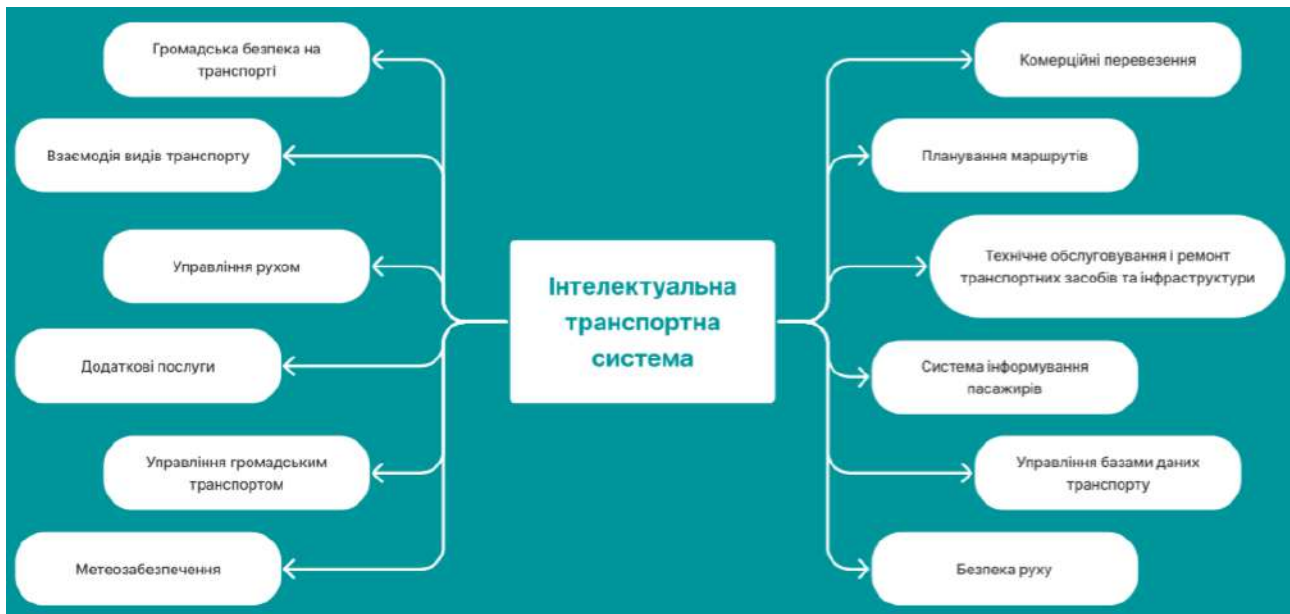 Громадська безпека на
транспорті
Взаємодія видів транспорту
Управління рухом
Додаткові послуги
Управління громадським
транспортом
Метеозабезпечення
Інтелектуальна
транспортна
система
Комерційні перевезення
Планування маршрутів
Технічне обслуговування і ремонт
транспортних засобів та інфраструктури
Система інформування
пасажирів
Управління базами даних
транспорту
Безпека руху